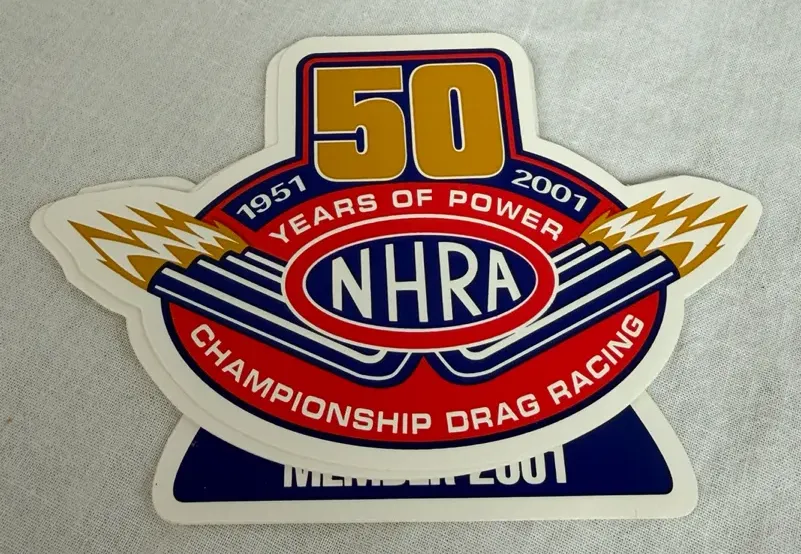 50
1951 2001
YEARS OF POWER
NHRA
CHAMPIONSHIP DRAG RACING
MEMBER 2001